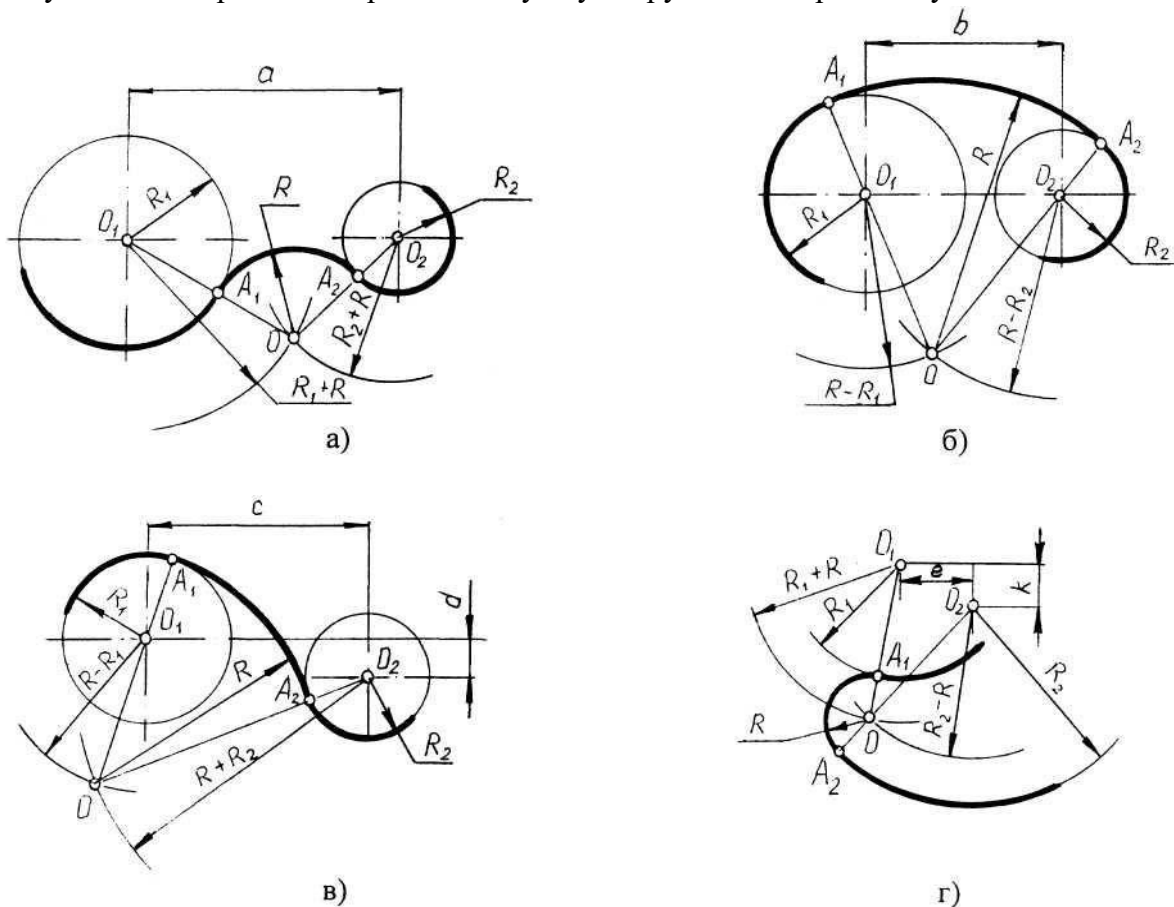 a
R₁
R
R₂
O₁
O₂
A₁
A₂
O
R₂+R
R₁+R
а)
b
A₁
A₂
R
O₁
O₂
R₁
R₂
R-R₂
O
R-R₁
б)
c
d
A₁
R₁
O₁
R-R₁
R
O₂
A₂
R₂
R+R₂
O
в)
O₁
e
k
R₁+R
R₁
O₂
A₁
R₂
R₂-R
R
O
A₂
г)